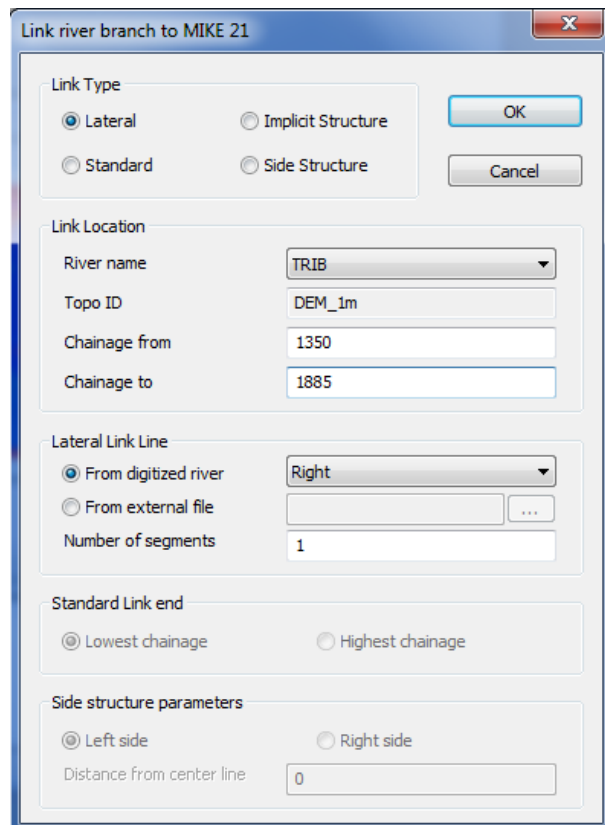 Link river branch to MIKE 21
Link Type
Lateral Implicit Structure
Standard Side Structure
OK
Cancel
Link Location
River name TRIB
Topo ID DEM_1m
Chainage from 1350
Chainage to 1885
Lateral Link Line
From digitized river Right
From external file ...
Number of segments 1
Standard Link end
Lowest chainage Highest chainage
Side structure parameters
Left side Right side
Distance from center line 0